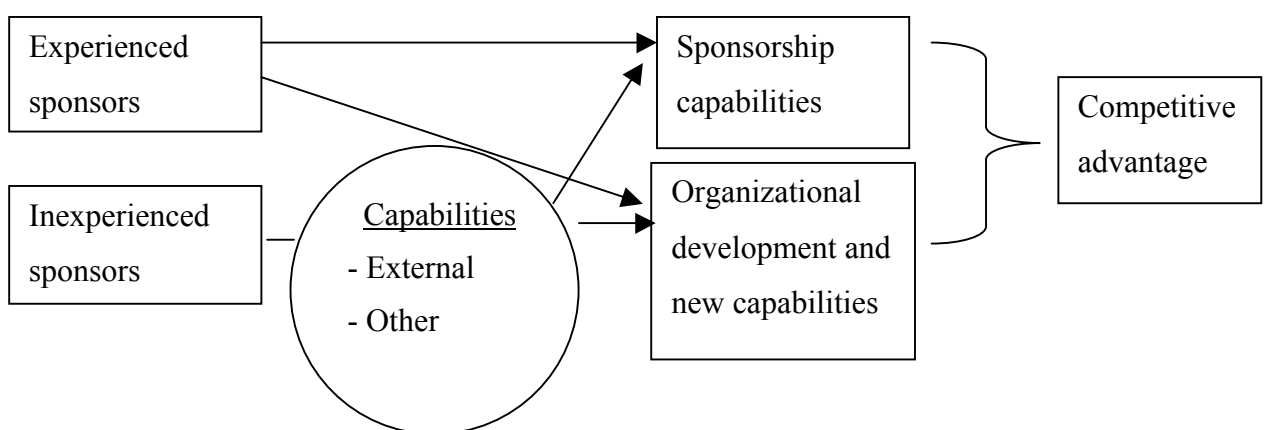 Experienced
sponsors
Inexperienced
sponsors
Capabilities
- External
- Other
Sponsorship
capabilities
Organizational
development and
new capabilities
Competitive
advantage